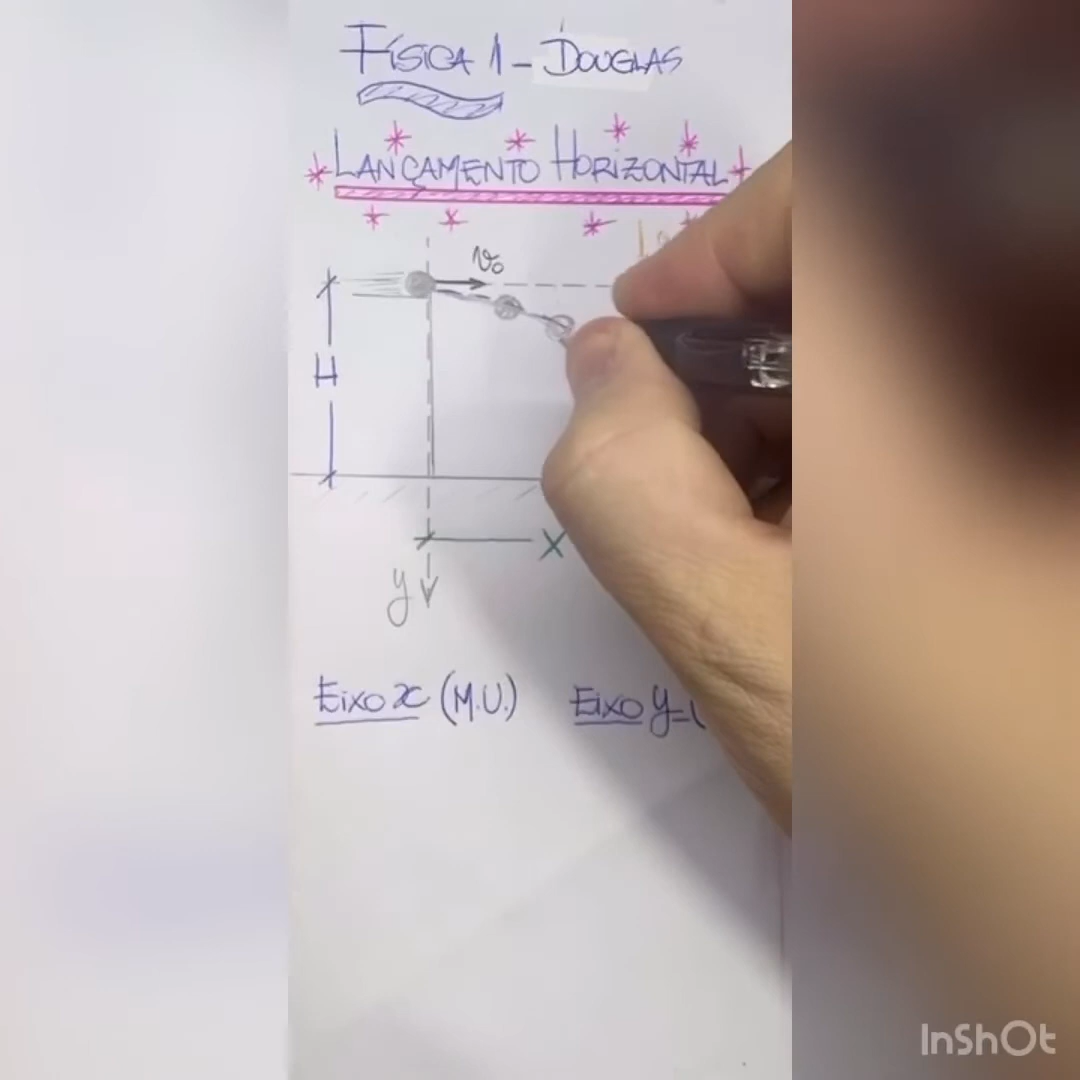 FÍSICA 1 - DOUGLAS
LANÇAMENTO HORIZONTAL
v₀
H
X
y
EIXO x (M.U.) EIXO y
InShOt